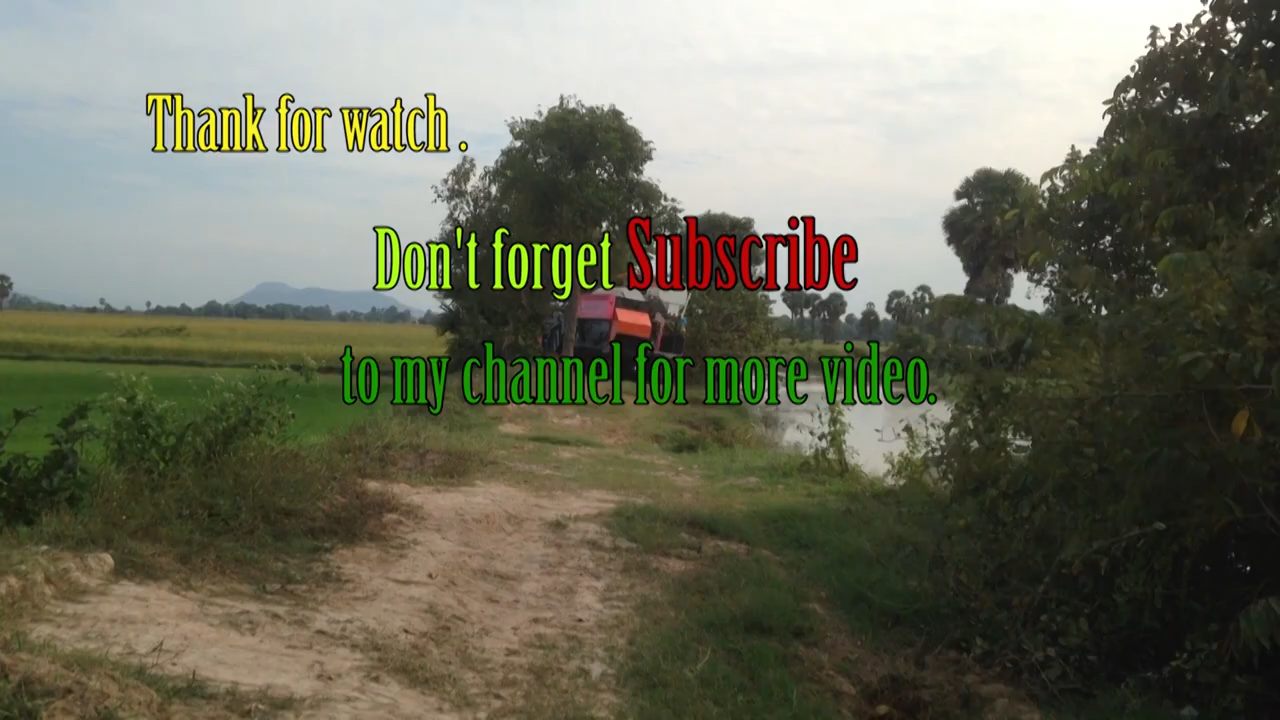 Thank for watch .
Don't forget Subscribe
to my channel for more video.